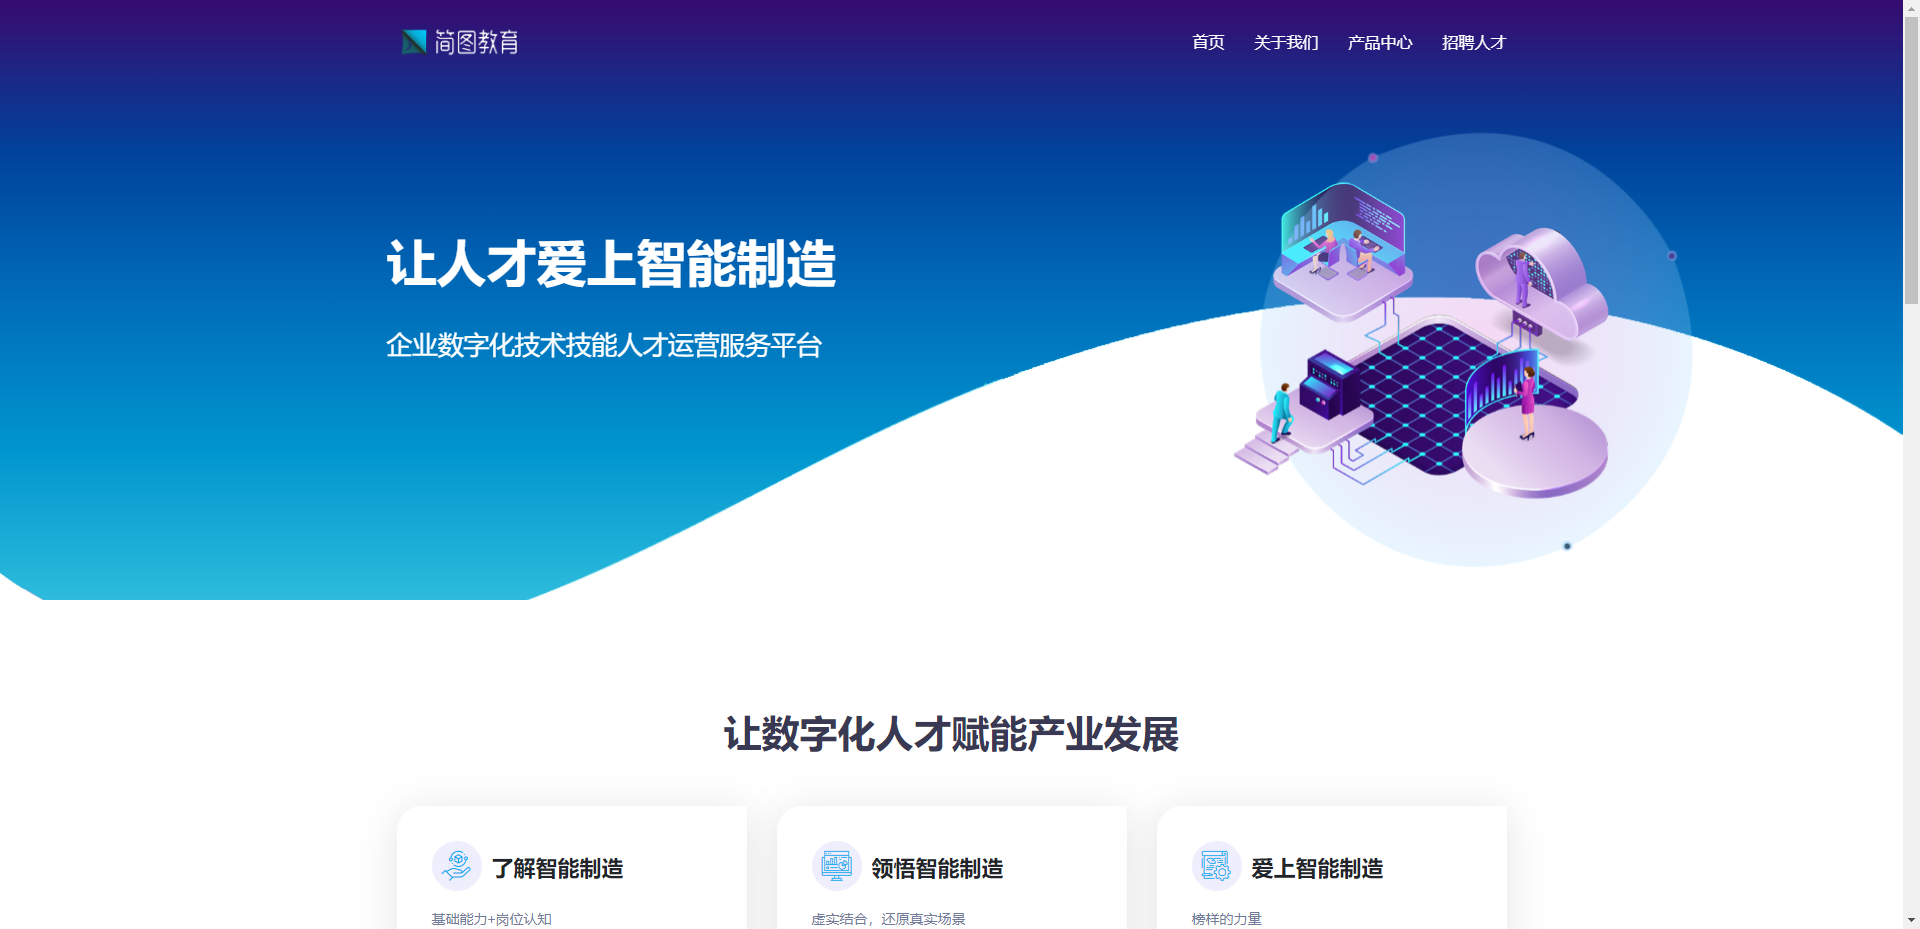 简图教育
首页 关于我们 产品中心 招聘人才
让人才爱上智能制造
企业数字化技术技能人才运营服务平台
让数字化人才赋能产业发展
了解智能制造
基础能力+岗位认知
领悟智能制造
虚实结合，还原真实场景
爱上智能制造
榜样的力量